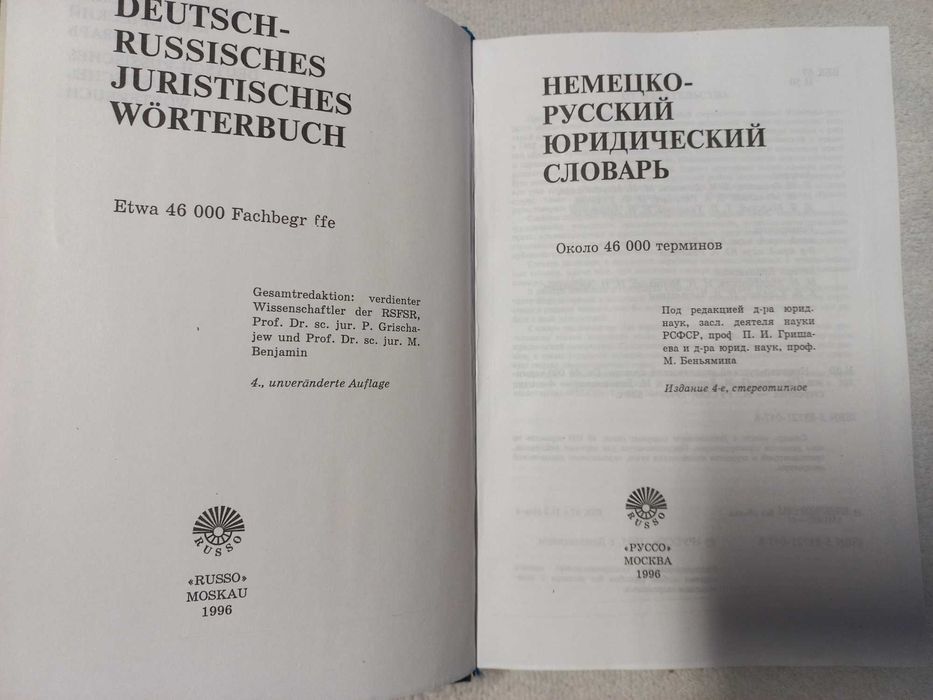 DEUTSCH-
RUSSISCHES
JURISTISCHES
WÖRTERBUCH
Etwa 46 000 Fachbegr ffe
Gesamtredaktion: verdienter
Wissenschaftler der RSFSR,
Prof. Dr. sc. jur. P. Grischa-
jew und Prof. Dr. sc. jur. M.
Benjamin
4., unveränderte Auflage
RUSSO
«RUSSO»
MOSKAU
1996
НЕМЕЦКО-
РУССКИЙ
ЮРИДИЧЕСКИЙ
СЛОВАРЬ
Около 46 000 терминов
Под редакцией д-ра юрид.
наук, засл. деятеля науки
РСФСР, проф П. И. Гриша-
ева и д-ра юрид. наук, проф.
М. Беньямина
Издание 4-е, стереотипное
RUSSO
«РУССО»
МОСКВА
1996